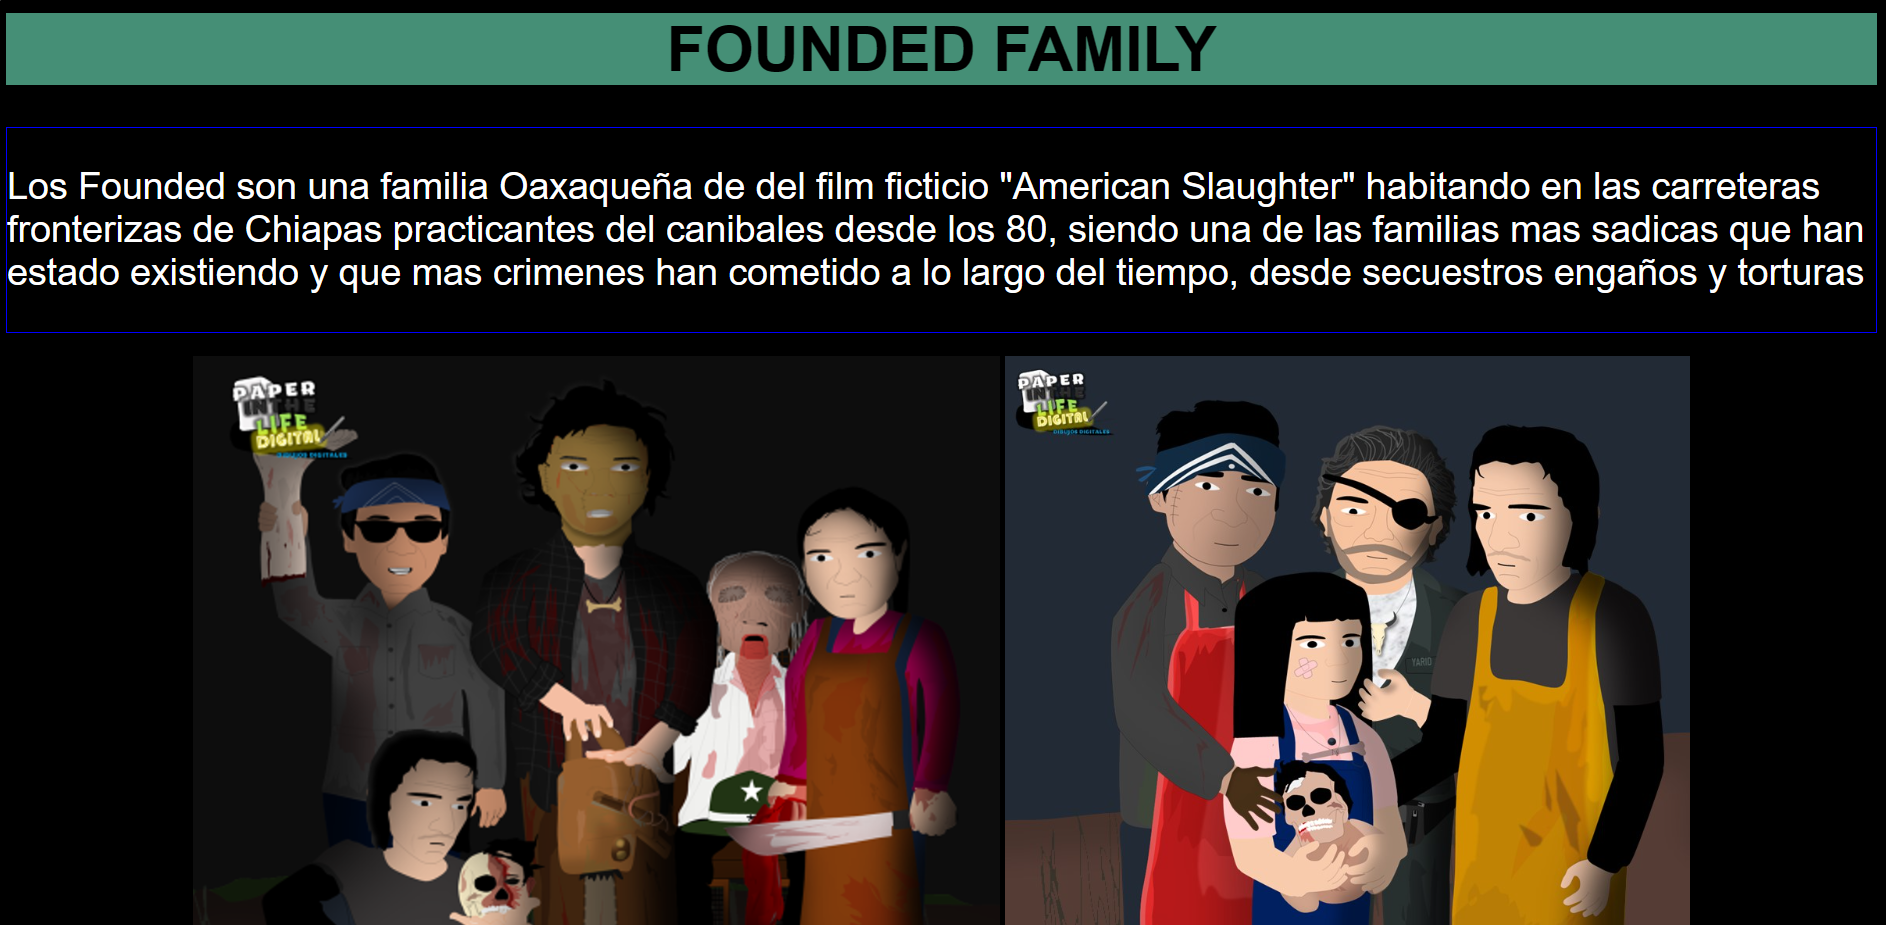 FOUNDED FAMILY
Los Founded son una familia Oaxaqueña de del film ficticio "American Slaughter" habitando en las carreteras
fronterizas de Chiapas practicantes del canibales desde los 80, siendo una de las familias mas sadicas que han
estado existiendo y que mas crimenes han cometido a lo largo del tiempo, desde secuestros engaños y torturas
PAPER
IN THE
LIFE
DIGITAL
DIBUJOS DIGITALES
PAPER
IN THE
LIFE
DIGITAL
DIBUJOS DIGITALES
YARID